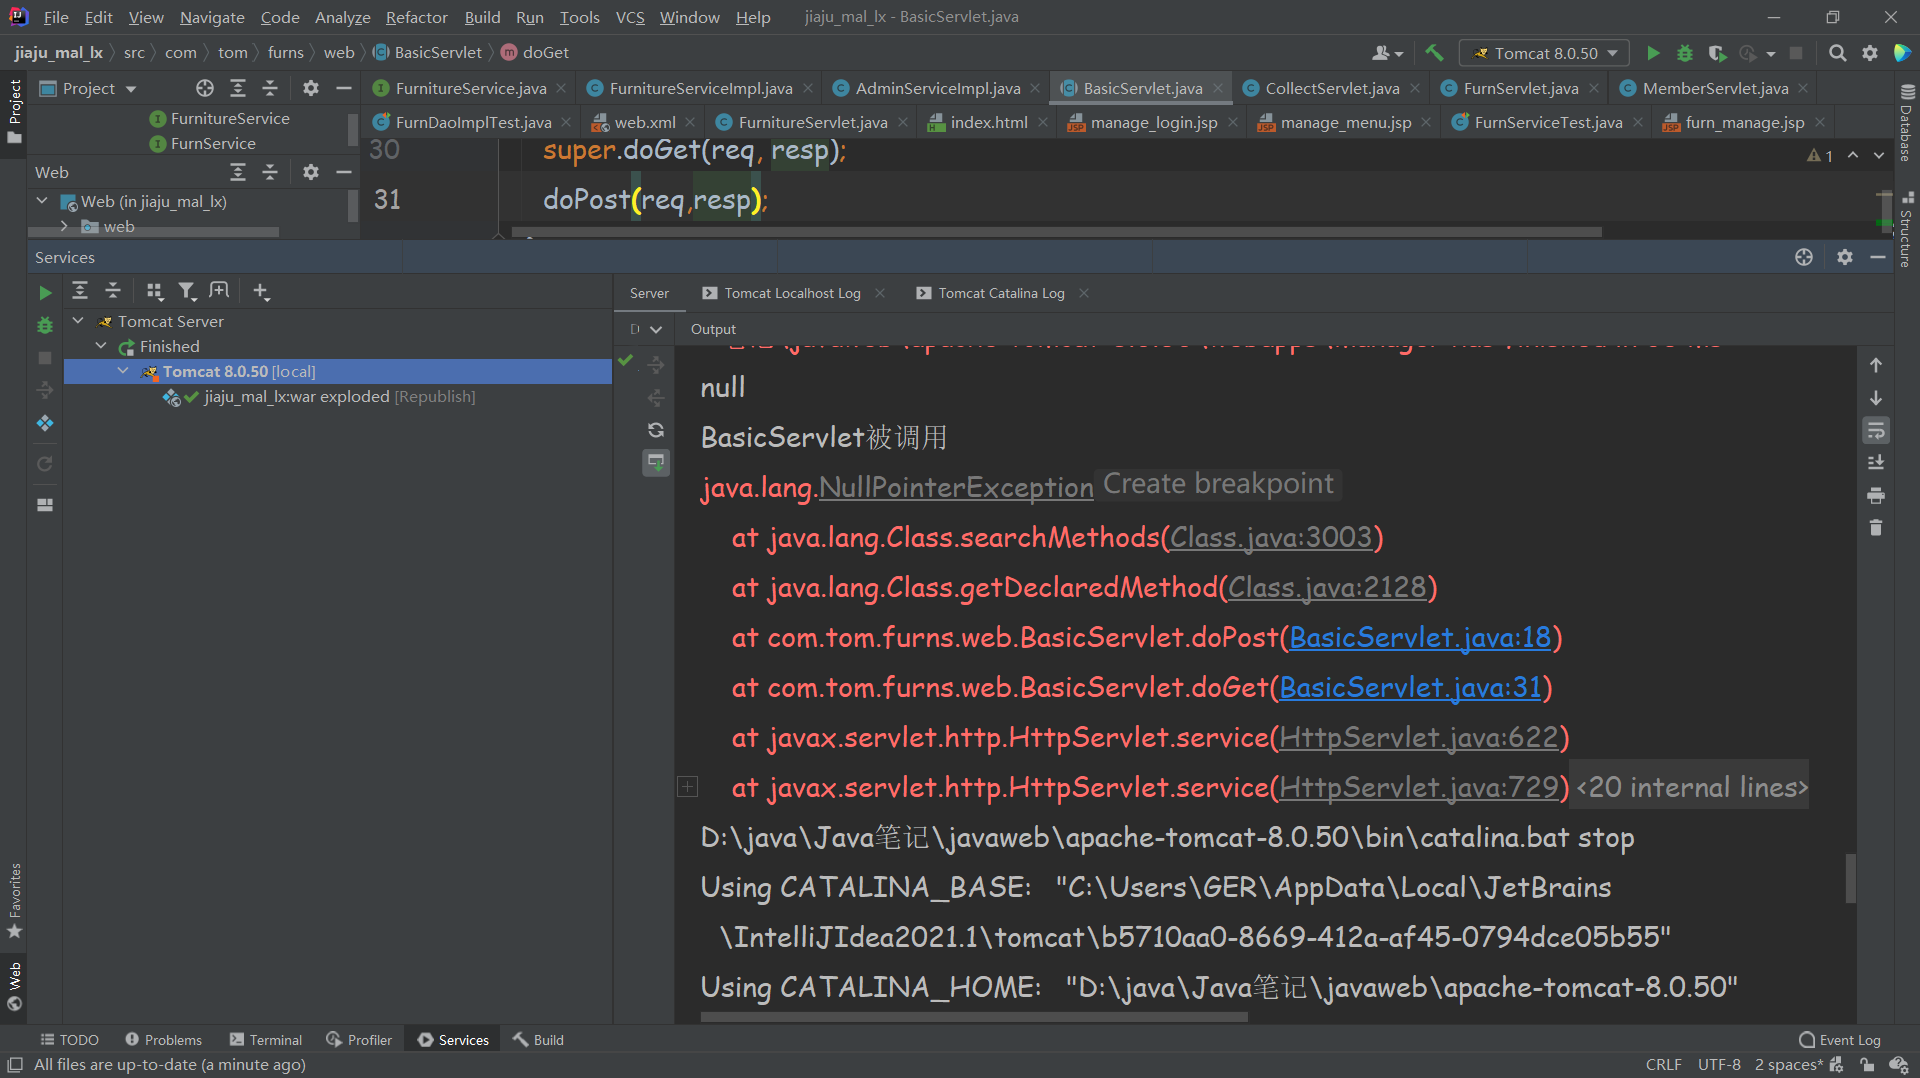 File Edit View Navigate Code Analyze Refactor Build Run Tools VCS Window Help jiaju_mal_lx - BasicServlet.java
jiaju_mal_lx src com tom furns web BasicServlet doGet Tomcat 8.0.50
Project FurnitureService.java FurnitureServiceImpl.java AdminServiceImpl.java BasicServlet.java CollectServlet.java FurnServlet.java MemberServlet.java
FurnDaoImplTest.java web.xml FurnitureServlet.java index.html manage_login.jsp manage_menu.jsp FurnServiceTest.java furn_manage.jsp
Project
FurnitureService
FurnService
Web
Web (in jiaju_mal_lx)
web
30 super.doGet(req, resp);
31 doPost(req,resp);
1
Database
Structure
Services
Tomcat Server
Finished
Tomcat 8.0.50 [local]
jiaju_mal_lx:war exploded [Republish]
Server Tomcat Localhost Log Tomcat Catalina Log
D Output
null
BasicServlet被调用
java.lang.NullPointerException Create breakpoint
at java.lang.Class.searchMethods(Class.java:3003)
at java.lang.Class.getDeclaredMethod(Class.java:2128)
at com.tom.furns.web.BasicServlet.doPost(BasicServlet.java:18)
at com.tom.furns.web.BasicServlet.doGet(BasicServlet.java:31)
at javax.servlet.http.HttpServlet.service(HttpServlet.java:622)
at javax.servlet.http.HttpServlet.service(HttpServlet.java:729) <20 internal lines>
D:\java\Java笔记\javaweb\apache-tomcat-8.0.50\bin\catalina.bat stop
Using CATALINA_BASE: "C:\Users\GER\AppData\Local\JetBrains
\IntelliJIdea2021.1\tomcat\b5710aa0-8669-412a-af45-0794dce05b55"
Using CATALINA_HOME: "D:\java\Java笔记\javaweb\apache-tomcat-8.0.50"
Favorites
Web
TODO Problems Terminal Profiler Services Build Event Log
All files are up-to-date (a minute ago) CRLF UTF-8 2 spaces*